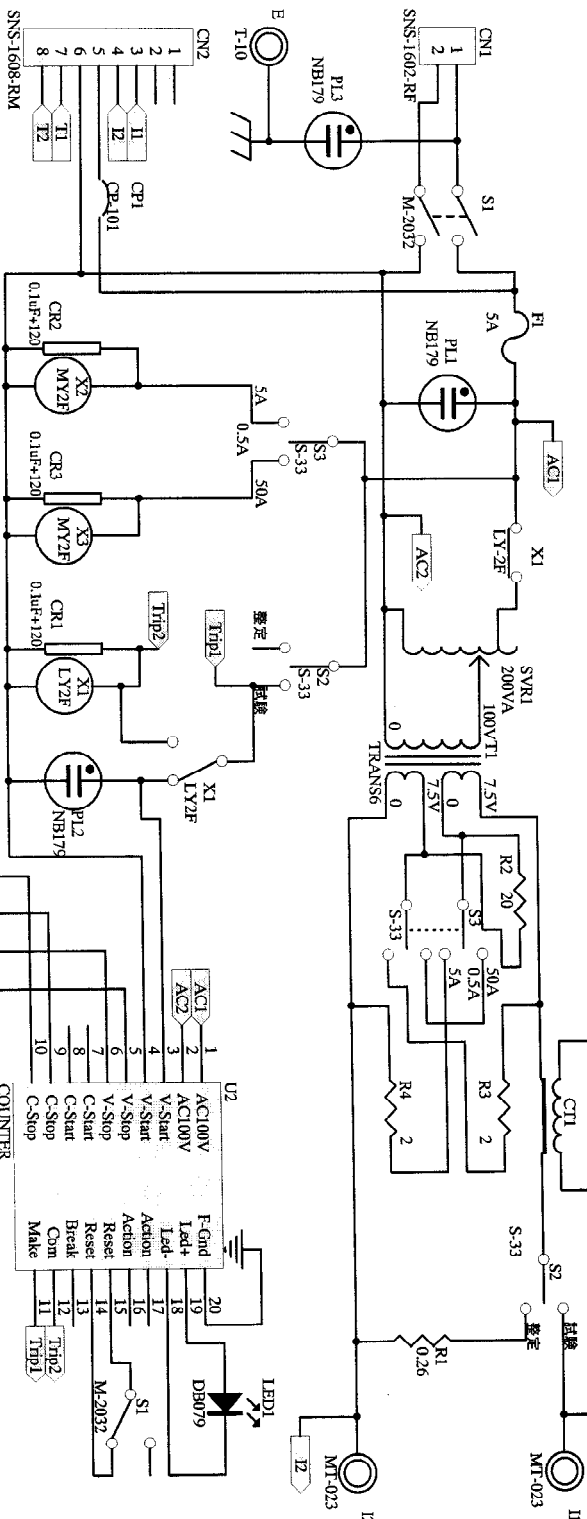 CN2
SNS-1608-RM
8
7
6
5
4
3
2
1
T2
T1
I2
I1
E
T-10
PL3
NB179
CN1
SNS-1602-RF
2
1
CP1
CP-101
S1
M-2032
F1
5A
PL1
NB179
AC1
AC2
CR2
0.1uF+120
X2
MY2F
5A
0.5A
50A
S3
S-33
CR3
0.1uF+120
X3
MY2F
X1
LY-2F
CR1
0.1uF+120
X1
LY2F
Trip2
Trip1
整定
試験
S2
S-33
SVR1
200VA
X1
LY2F
PL2
NB179
100V
T1
TRANS6
0
7.5V
0
7.5V
0
R2
20
S3
S-33
50A
0.5A
5A
R4
2
R3
2
CT1
AC1
AC2
U2
1
2
3
4
5
6
7
8
9
10
AC100V
AC100V
V-Start
V-Start
V-Stop
V-Stop
C-Start
C-Start
C-Stop
C-Stop
COUNTER
F-Gnd
Led+
Led-
Action
Action
Reset
Reset
Break
Com
Make
20
19
18
17
16
15
14
13
12
11
Trip2
Trip1
S1
M-2032
LED1
DB079
S2
S-33
試験
整定
R1
0.26
I2
MT-023
MT-023